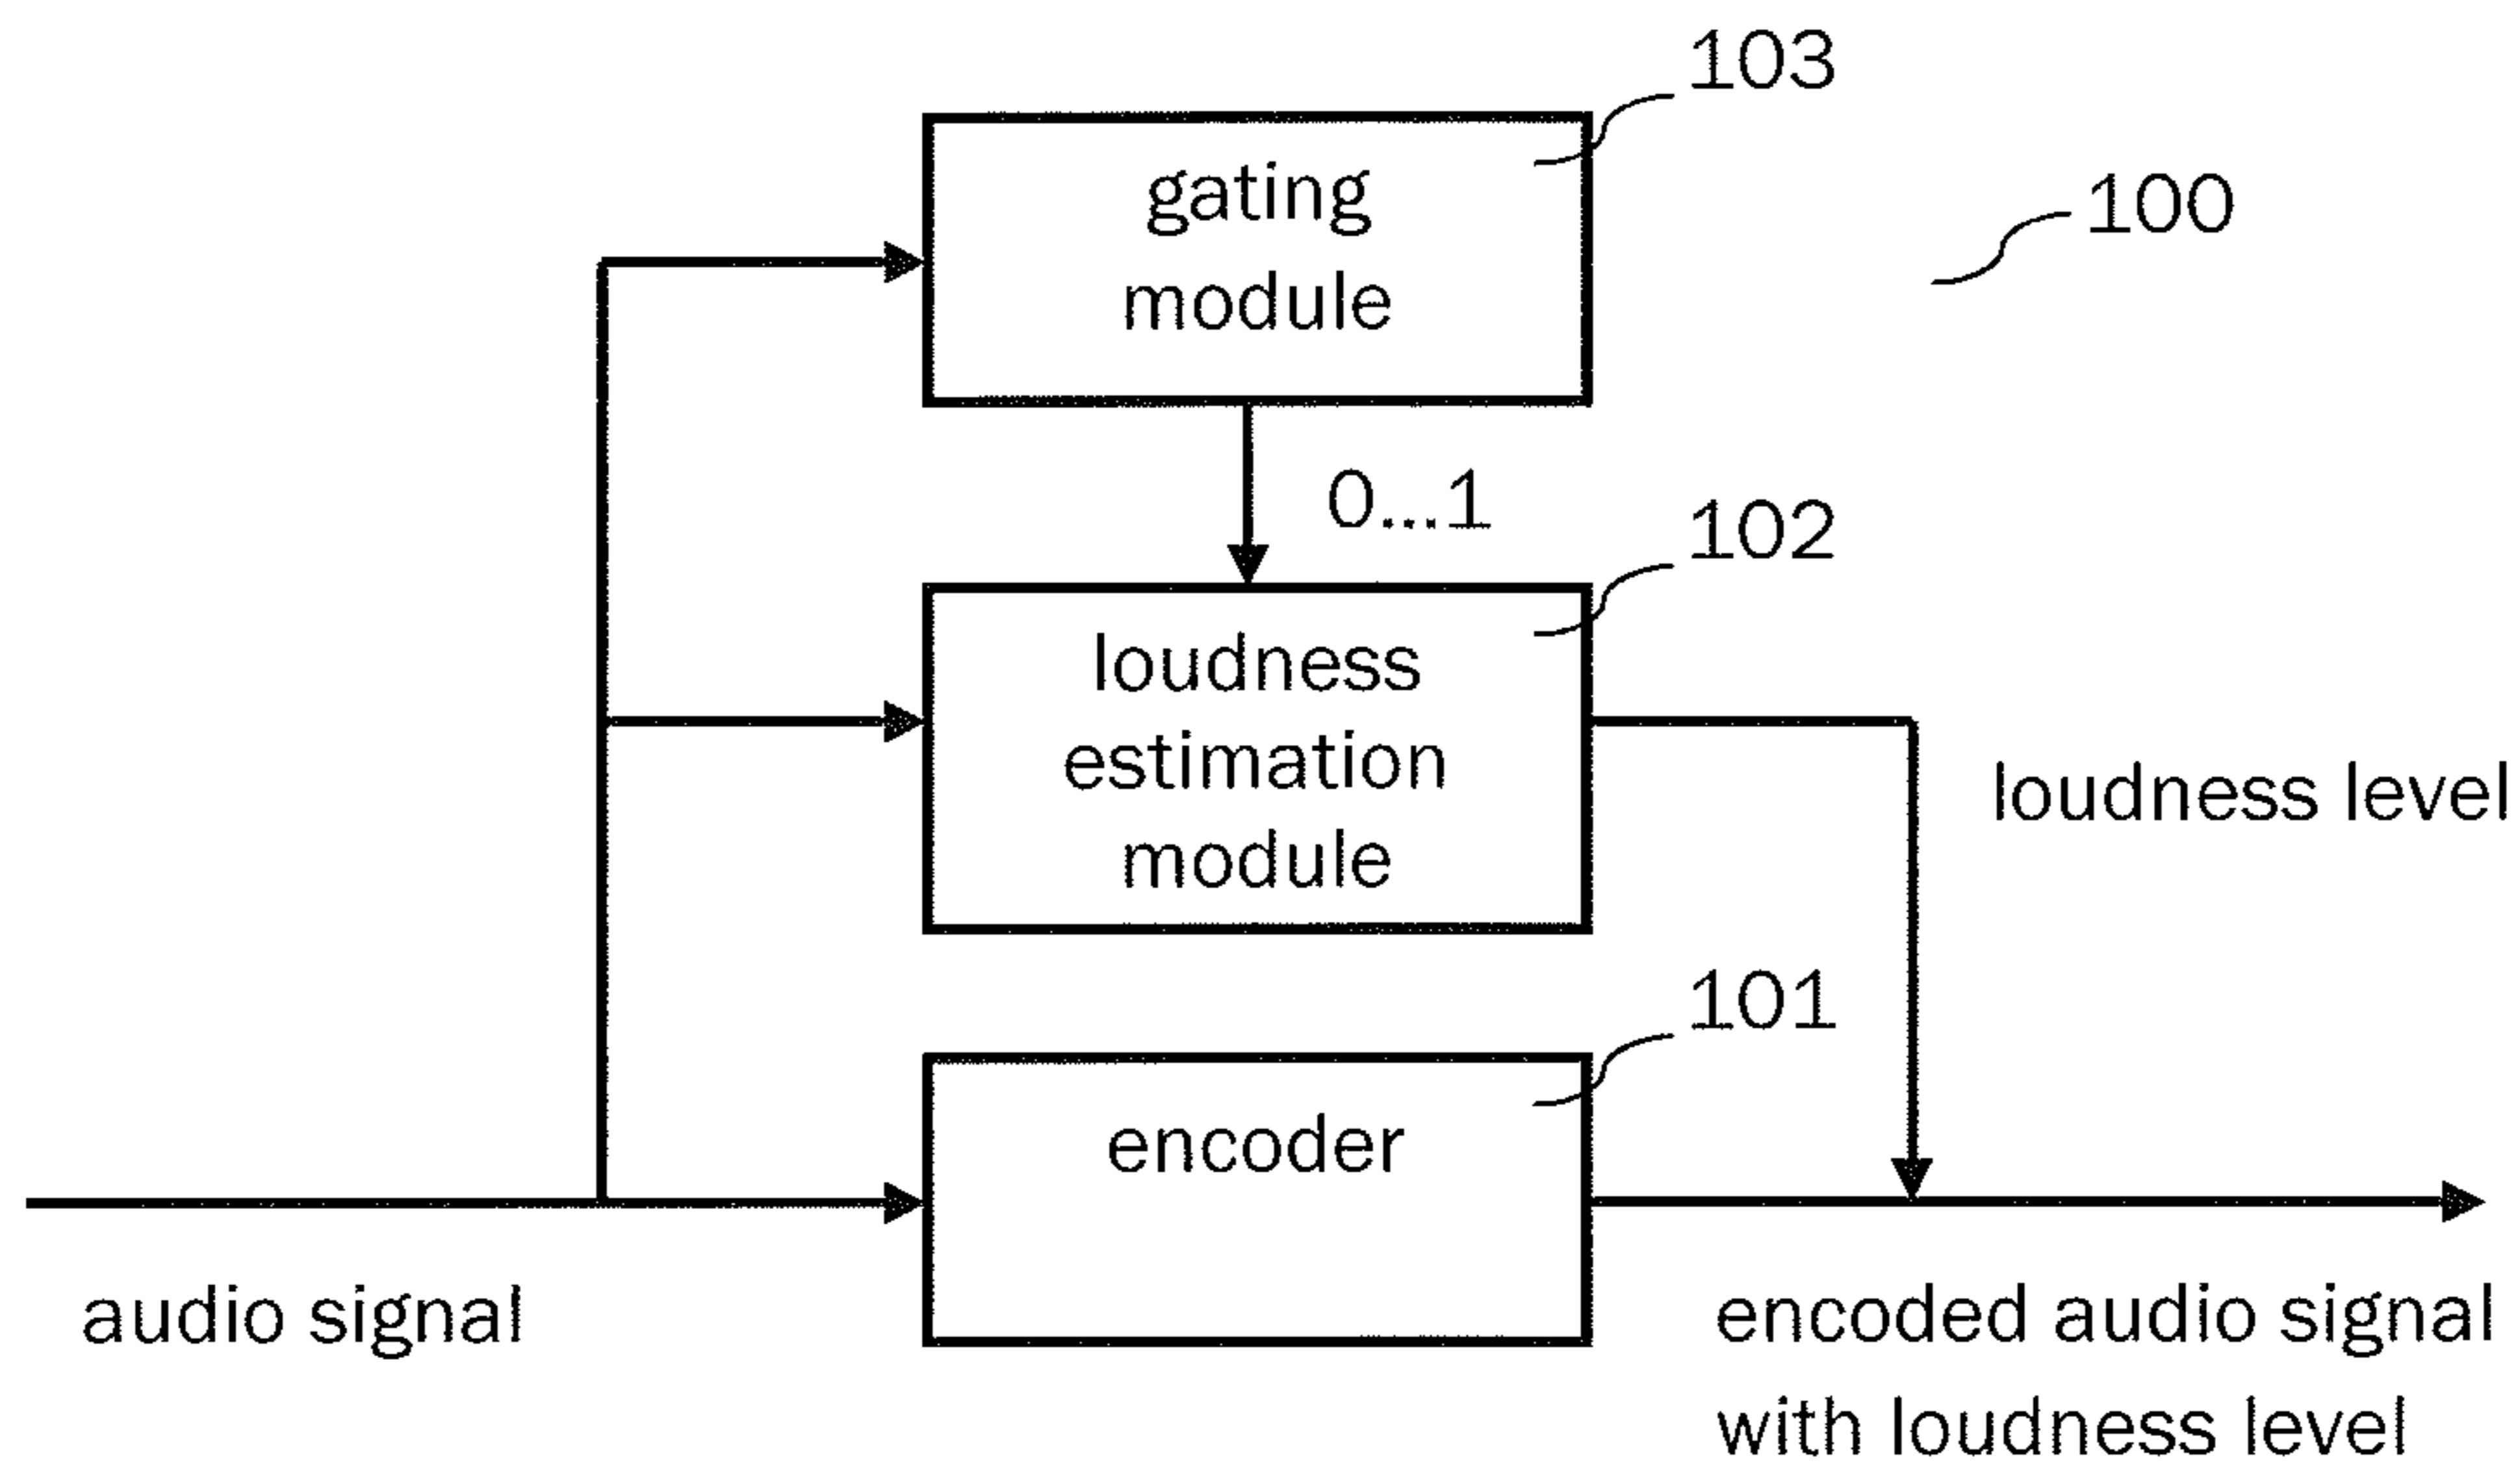 103
gating
module
100
0...1
102
loudness
estimation
module
loudness level
101
encoder
audio signal
encoded audio signal
with loudness level